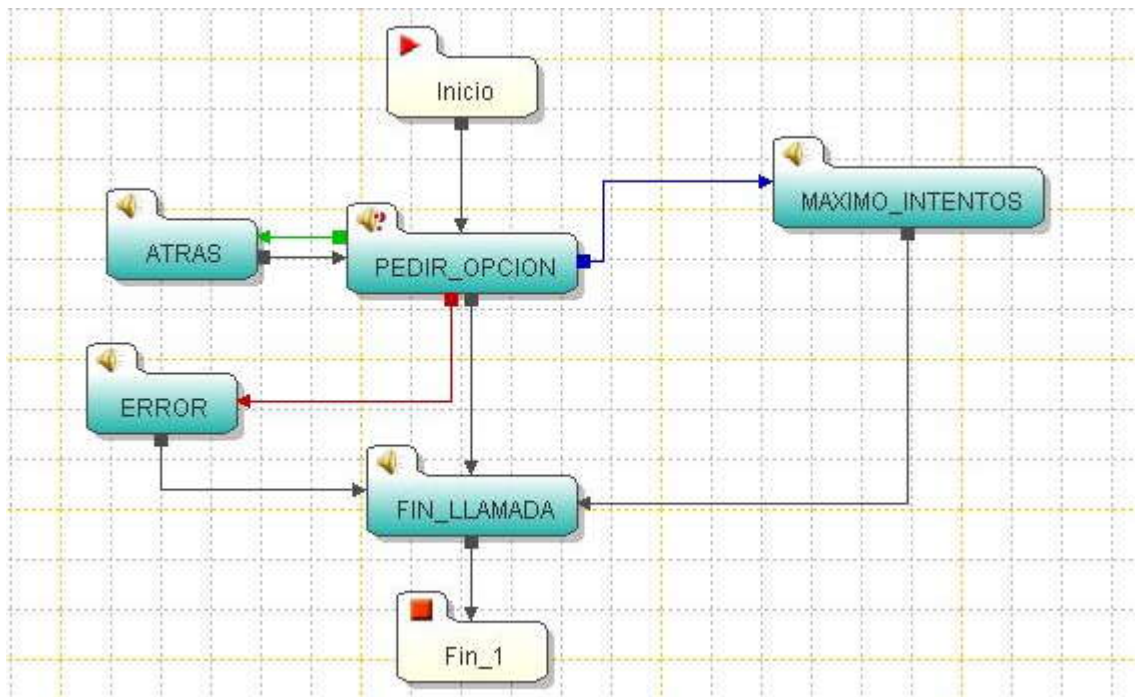 Inicio
MAXIMO_INTENTOS
ATRAS
PEDIR_OPCION
ERROR
FIN_LLAMADA
Fin_1